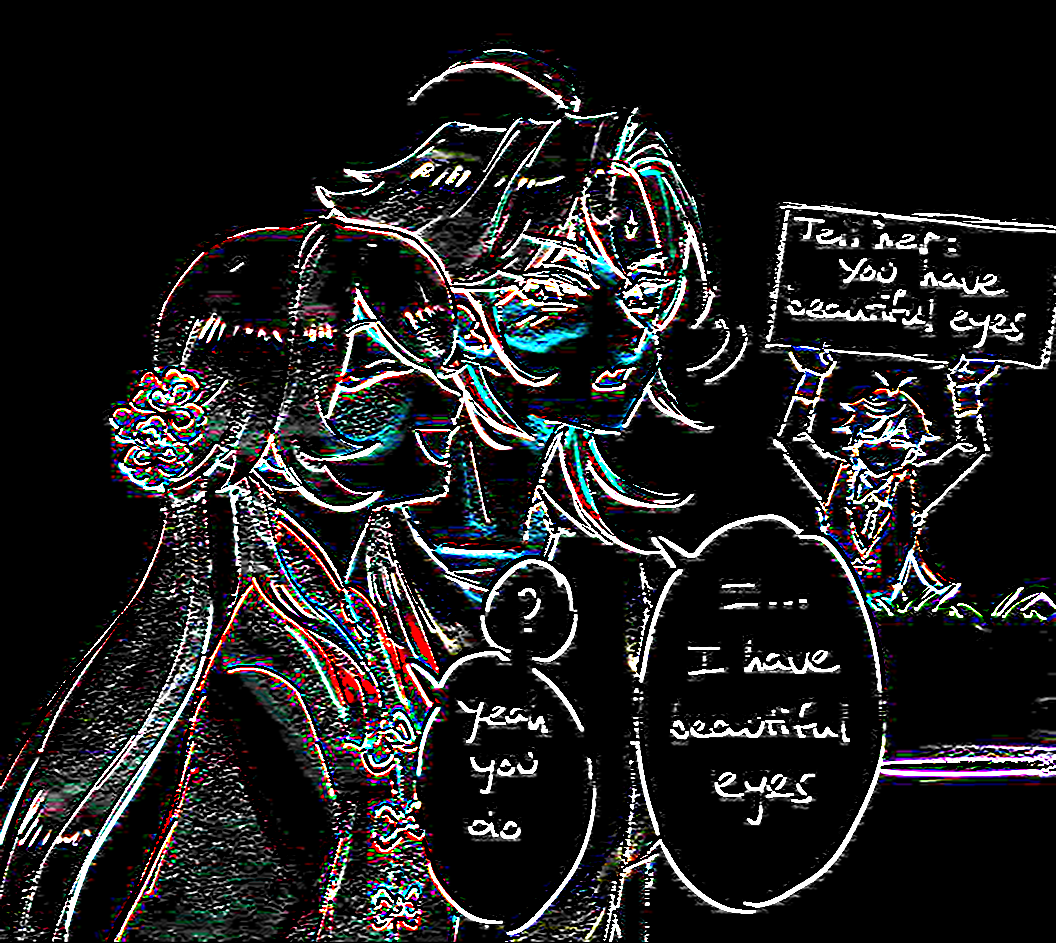 Tell her:
You have
beautiful eyes
I...
I have
beautiful
eyes
?
Yeah
you
do